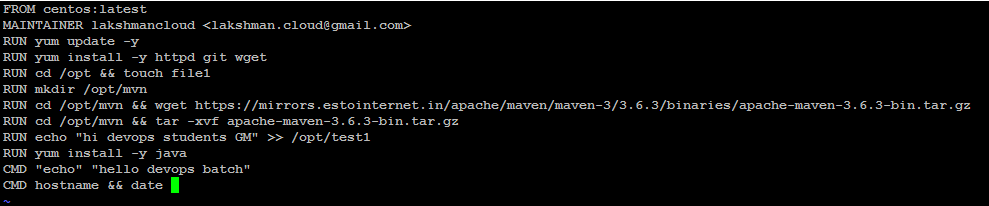 FROM centos:latest
MAINTAINER lakshmancloud <lakshman.cloud@gmail.com>
RUN yum update -y
RUN yum install -y httpd git wget
RUN cd /opt && touch file1
RUN mkdir /opt/mvn
RUN cd /opt/mvn && wget https://mirrors.estointernet.in/apache/maven/maven-3/3.6.3/binaries/apache-maven-3.6.3-bin.tar.gz
RUN cd /opt/mvn && tar -xvf apache-maven-3.6.3-bin.tar.gz
RUN echo "hi devops students GM" >> /opt/test1
RUN yum install -y java
CMD "echo" "hello devops batch"
CMD hostname && date
~